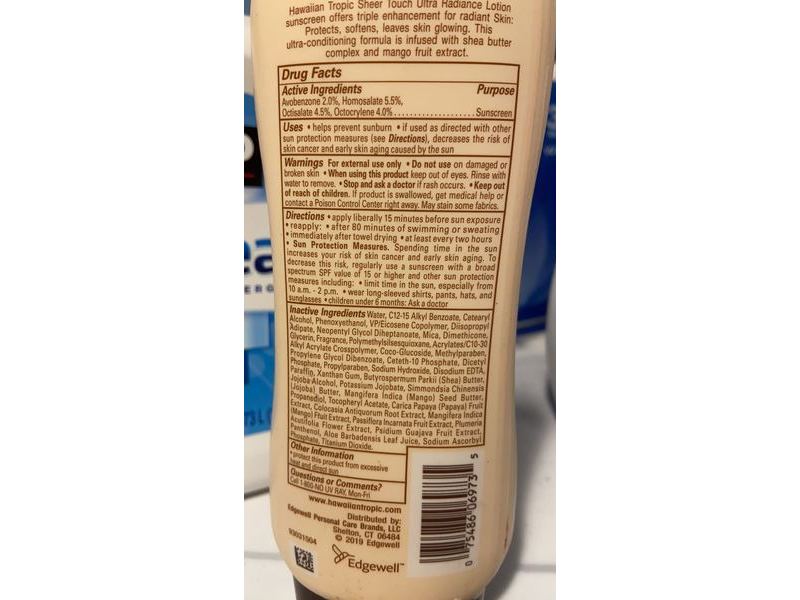 Hawaiian Tropic Sheer Touch Ultra Radiance Lotion
sunscreen offers triple enhancement for radiant Skin:
Protects, softens, leaves skin glowing. This
ultra-conditioning formula is infused with shea butter
complex and mango fruit extract.
Drug Facts
Active Ingredients Purpose
Avobenzone 2.0%, Homosalate 5.5%,
Octisalate 4.5%, Octocrylene 4.0% ........................ Sunscreen
Uses • helps prevent sunburn • if used as directed with other
sun protection measures (see Directions), decreases the risk of
skin cancer and early skin aging caused by the sun
Warnings For external use only • Do not use on damaged or
broken skin • When using this product keep out of eyes. Rinse with
water to remove. • Stop and ask a doctor if rash occurs. • Keep out
of reach of children. If product is swallowed, get medical help or
contact a Poison Control Center right away. May stain some fabrics.
Directions • apply liberally 15 minutes before sun exposure
• reapply: • after 80 minutes of swimming or sweating
• immediately after towel drying • at least every two hours
• Sun Protection Measures. Spending time in the sun
increases your risk of skin cancer and early skin aging. To
decrease this risk, regularly use a sunscreen with a broad
spectrum SPF value of 15 or higher and other sun protection
measures including: • limit time in the sun, especially from
10 a.m. - 2 p.m. • wear long-sleeved shirts, pants, hats, and
sunglasses • children under 6 months: Ask a doctor
Inactive Ingredients Water, C12-15 Alkyl Benzoate, Cetearyl
Alcohol, Phenoxyethanol, VP/Eicosene Copolymer, Diisopropyl
Adipate, Neopentyl Glycol Diheptanoate, Mica, Dimethicone,
Glycerin, Fragrance, Polymethylsilsesquioxane, Acrylates/C10-30
Alkyl Acrylate Crosspolymer, Coco-Glucoside, Methylparaben,
Propylene Glycol Dibenzoate, Ceteth-10 Phosphate, Dicetyl
Phosphate, Propylparaben, Sodium Hydroxide, Disodium EDTA,
Paraffin, Xanthan Gum, Butyrospermum Parkii (Shea) Butter,
Jojoba Alcohol, Potassium Jojobate, Simmondsia Chinensis
(Jojoba) Butter, Mangifera Indica (Mango) Seed Butter,
Propanediol, Tocopheryl Acetate, Carica Papaya (Papaya) Fruit
Extract, Colocasia Antiquorum Root Extract, Mangifera Indica
(Mango) Fruit Extract, Passiflora Incarnata Fruit Extract, Plumeria
Acutifolia Flower Extract, Psidium Guajava Fruit Extract,
Panthenol, Aloe Barbadensis Leaf Juice, Sodium Ascorbyl
Phosphate, Titanium Dioxide.
Other Information
• protect this product from excessive
heat and direct sun
Questions or Comments?
Call 1-800-NO UV RAY, Mon-Fri
www.hawaiiantropic.com
Distributed by:
Edgewell Personal Care Brands, LLC
Shelton, CT 06484
© 2019 Edgewell
Edgewell™
0 75486 06973 5